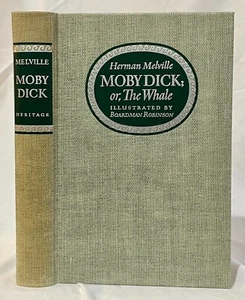 MELVILLE
MOBY
DICK
HERITAGE
Herman Melville
MOBY DICK;
or, The Whale
ILLUSTRATED BY
BOARDMAN ROBINSON